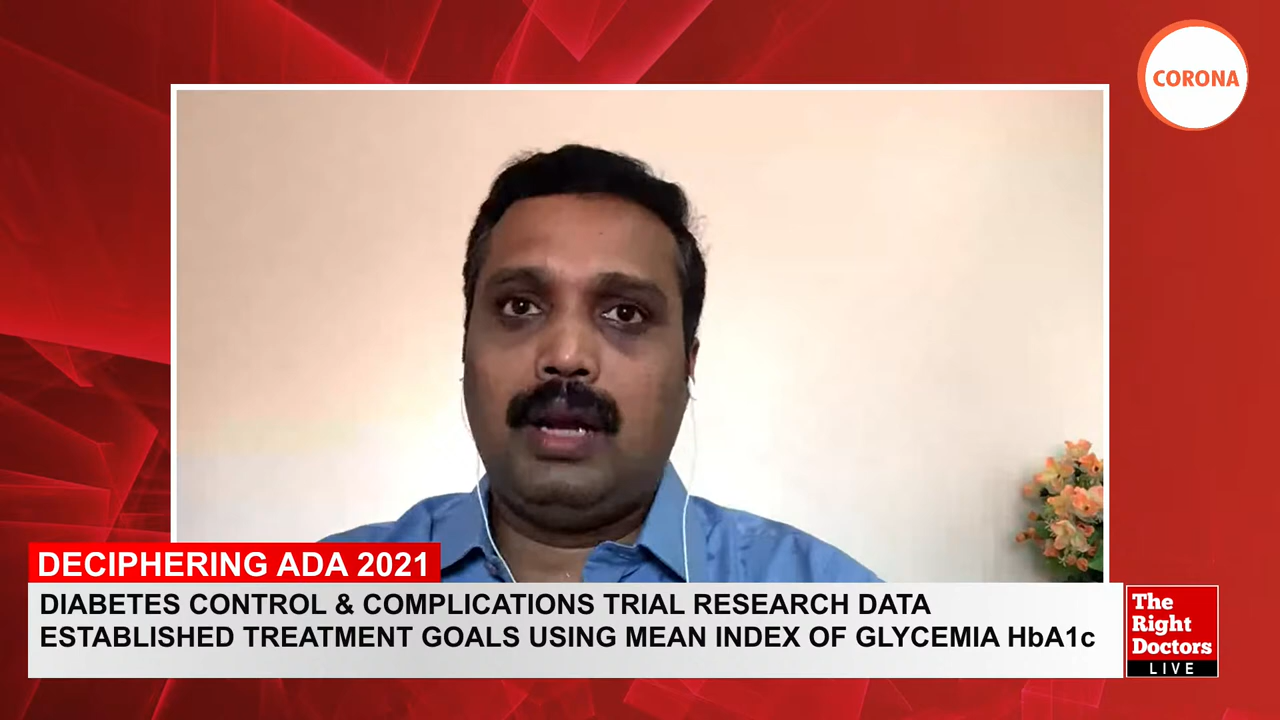 CORONA
DECIPHERING ADA 2021
DIABETES CONTROL & COMPLICATIONS TRIAL RESEARCH DATA
ESTABLISHED TREATMENT GOALS USING MEAN INDEX OF GLYCEMIA HbA1c
The
Right
Doctors
LIVE